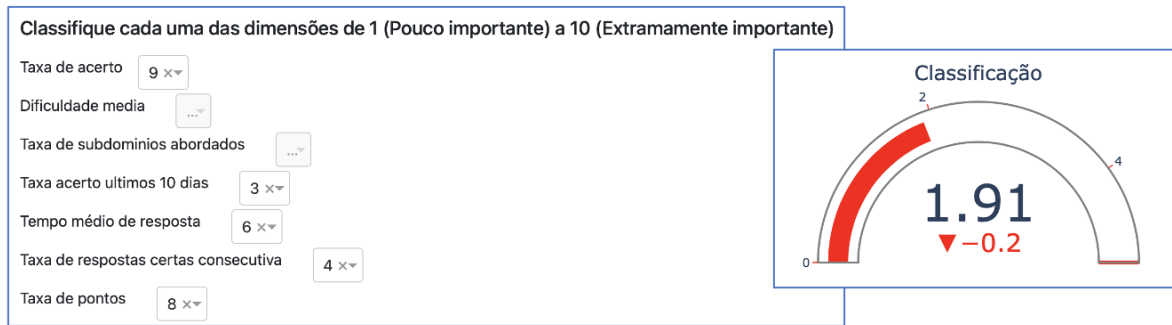 Classifique cada uma das dimensões de 1 (Pouco importante) a 10 (Extramamente importante)
Taxa de acerto 9 ×
Dificuldade media ...
Taxa de subdominios abordados ...
Taxa acerto ultimos 10 dias 3 ×
Tempo médio de resposta 6 ×
Taxa de respostas certas consecutiva 4 ×
Taxa de pontos 8 ×
Classificação
2
4
0
1.91
▼−0.2